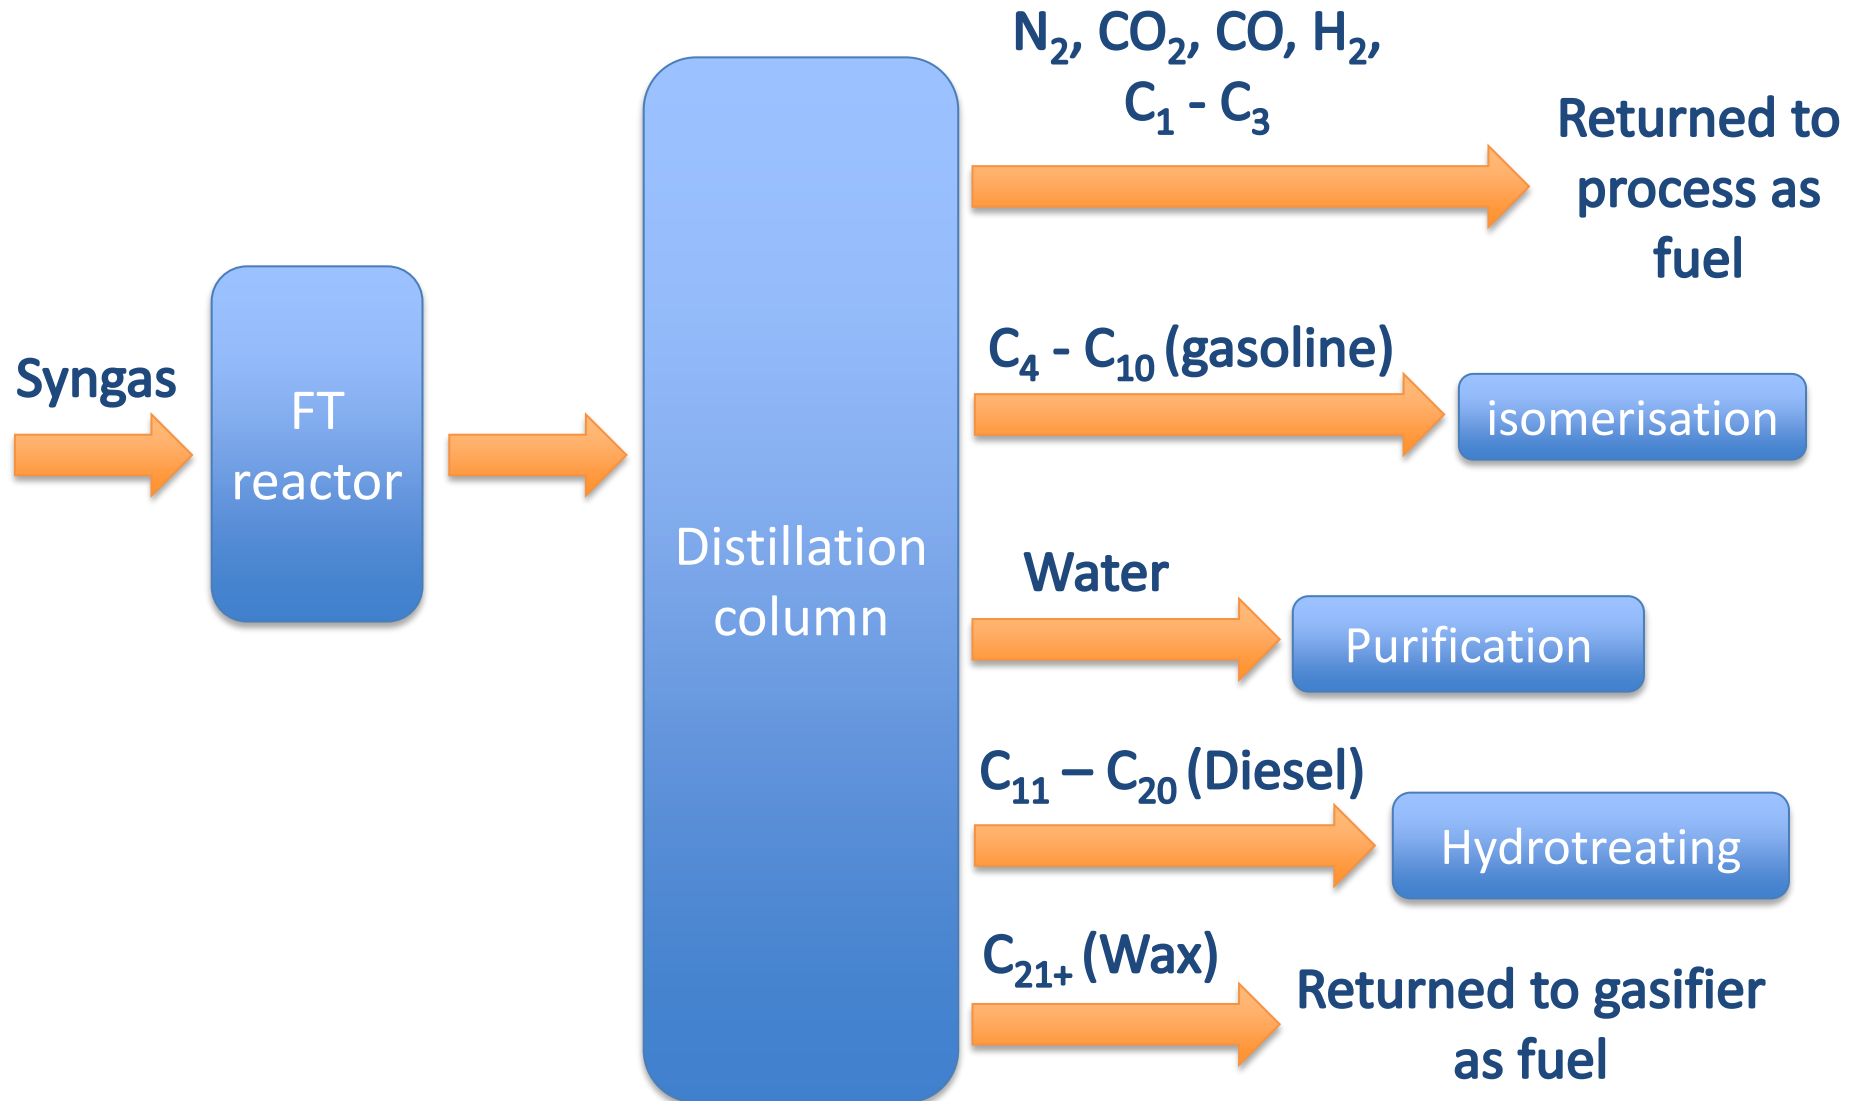 N₂, CO₂, CO, H₂,
C₁ - C₃
Returned to
process as
fuel
Syngas
FT
reactor
Distillation
column
C₄ - C₁₀ (gasoline)
isomerisation
Water
Purification
C₁₁ – C₂₀ (Diesel)
Hydrotreating
C₂₁₊ (Wax)
Returned to gasifier
as fuel